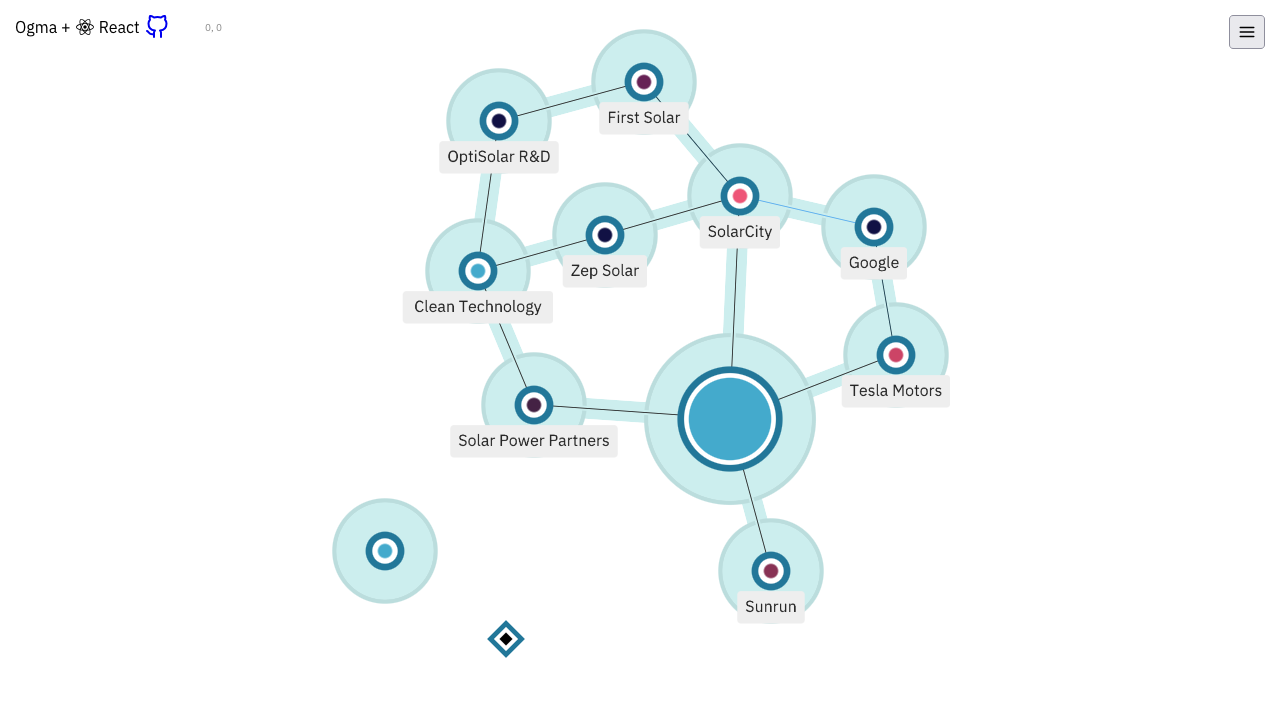 Ogma + React
0, 0
First Solar
OptiSolar R&D
SolarCity
Google
Zep Solar
Clean Technology
Tesla Motors
Solar Power Partners
Sunrun